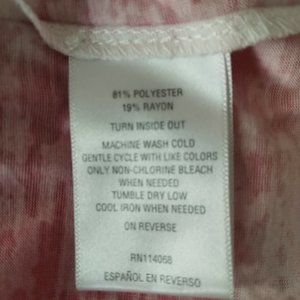 81% POLYESTER
19% RAYON
TURN INSIDE OUT
MACHINE WASH COLD
GENTLE CYCLE WITH LIKE COLORS
ONLY NON-CHLORINE BLEACH
WHEN NEEDED
TUMBLE DRY LOW
COOL IRON WHEN NEEDED
ON REVERSE
RN114068
ESPAÑOL EN REVERSO